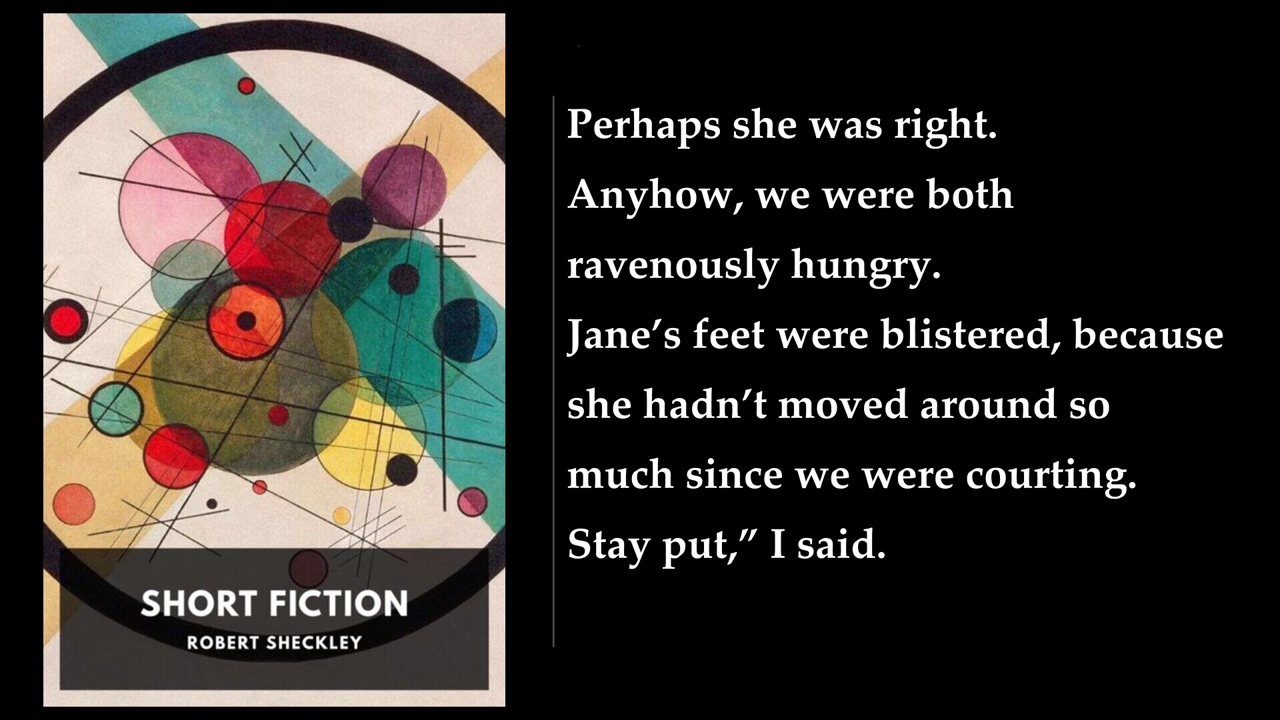 SHORT FICTION
ROBERT SHECKLEY
Perhaps she was right.
Anyhow, we were both
ravenously hungry.
Jane’s feet were blistered, because
she hadn’t moved around so
much since we were courting.
Stay put,” I said.